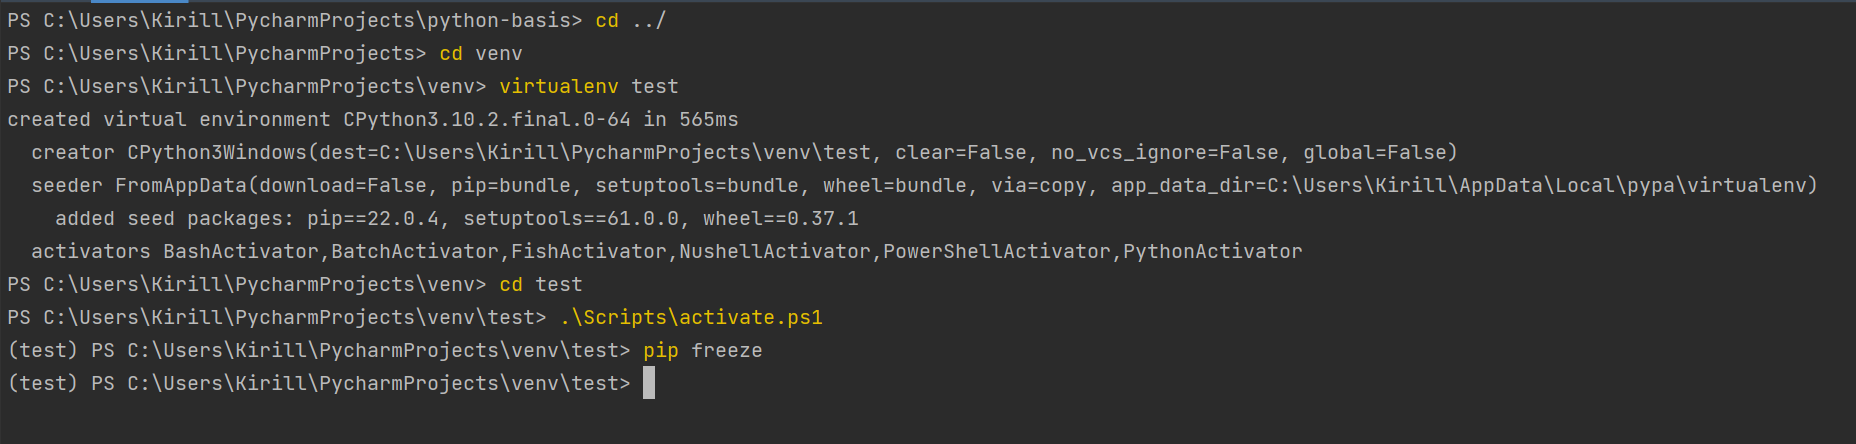 PS C:\Users\Kirill\PycharmProjects\python-basis> cd ../
PS C:\Users\Kirill\PycharmProjects> cd venv
PS C:\Users\Kirill\PycharmProjects\venv> virtualenv test
created virtual environment CPython3.10.2.final.0-64 in 565ms
  creator CPython3Windows(dest=C:\Users\Kirill\PycharmProjects\venv\test, clear=False, no_vcs_ignore=False, global=False)
  seeder FromAppData(download=False, pip=bundle, setuptools=bundle, wheel=bundle, via=copy, app_data_dir=C:\Users\Kirill\AppData\Local\pypa\virtualenv)
    added seed packages: pip==22.0.4, setuptools==61.0.0, wheel==0.37.1
  activators BashActivator,BatchActivator,FishActivator,NushellActivator,PowerShellActivator,PythonActivator
PS C:\Users\Kirill\PycharmProjects\venv> cd test
PS C:\Users\Kirill\PycharmProjects\venv\test> .\Scripts\activate.ps1
(test) PS C:\Users\Kirill\PycharmProjects\venv\test> pip freeze
(test) PS C:\Users\Kirill\PycharmProjects\venv\test>